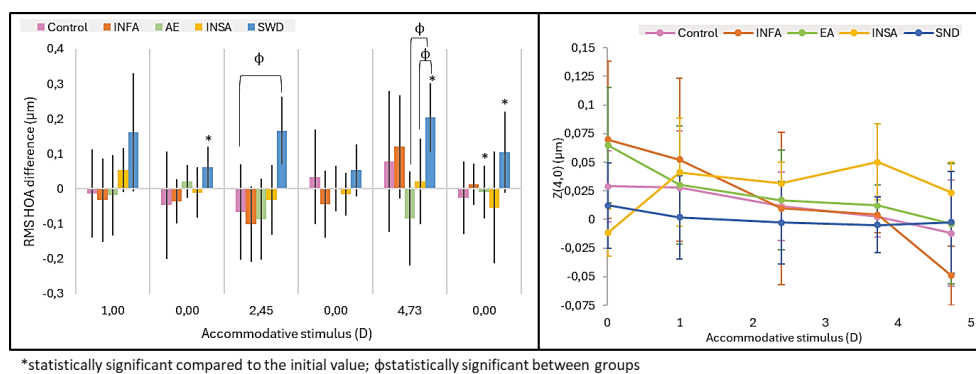 Control INFA AE INSA SWD
0,4
0,3
0,2
0,1
0
-0,1
-0,2
-0,3
RMS HOA difference (µm)
ϕ
ϕ
ϕ
*
*
*
*
1,00 0,00 2,45 0,00 4,73 0,00
Accommodative stimulus (D)
Control INFA EA INSA SND
0,15
0,125
0,1
0,075
0,05
0,025
0
-0,025
-0,05
-0,075
Z(4,0) (µm)
0 1 2 3 4 5
Accommodative stimulus (D)
*statistically significant compared to the initial value; ϕstatistically significant between groups